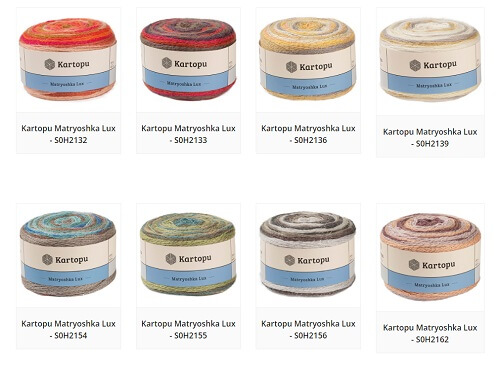 Kartopu
Matryoshka Lux
Kartopu Matryoshka Lux
- S0H2132
Kartopu
Matryoshka Lux
Kartopu Matryoshka Lux
- S0H2133
Kartopu
Matryoshka Lux
Kartopu Matryoshka Lux
- S0H2136
Kartopu
Matryoshka Lux
Kartopu Matryoshka Lux
- S0H2139
Kartopu
Matryoshka Lux
Kartopu Matryoshka Lux
- S0H2154
Kartopu
Matryoshka Lux
Kartopu Matryoshka Lux
- S0H2155
Kartopu
Matryoshka Lux
Kartopu Matryoshka Lux
- S0H2156
Kartopu
Matryoshka Lux
Kartopu Matryoshka Lux
- S0H2162